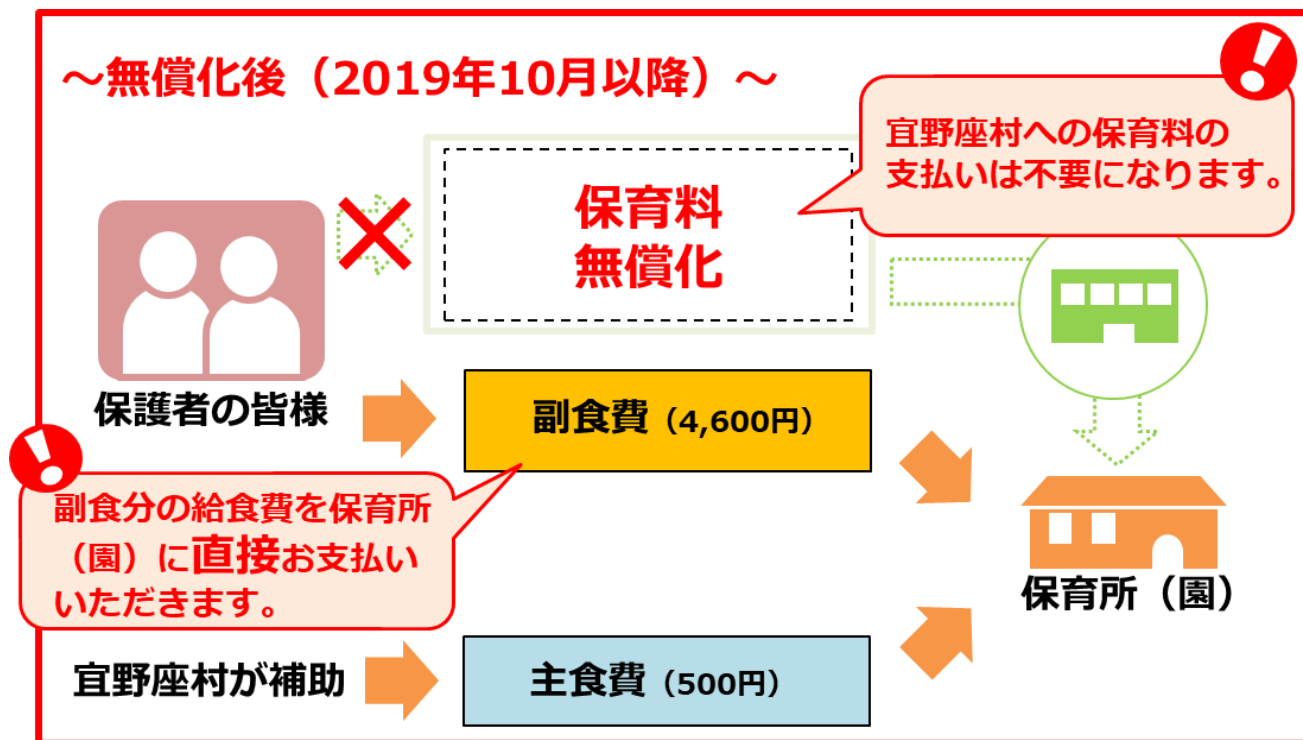 ～無償化後（2019年10月以降）～
宜野座村への保育料の
支払いは不要になります。
保育料
無償化
保護者の皆様
副食費（4,600円）
副食分の給食費を保育所
（園）に直接お支払い
いただきます。
保育所（園）
宜野座村が補助
主食費（500円）